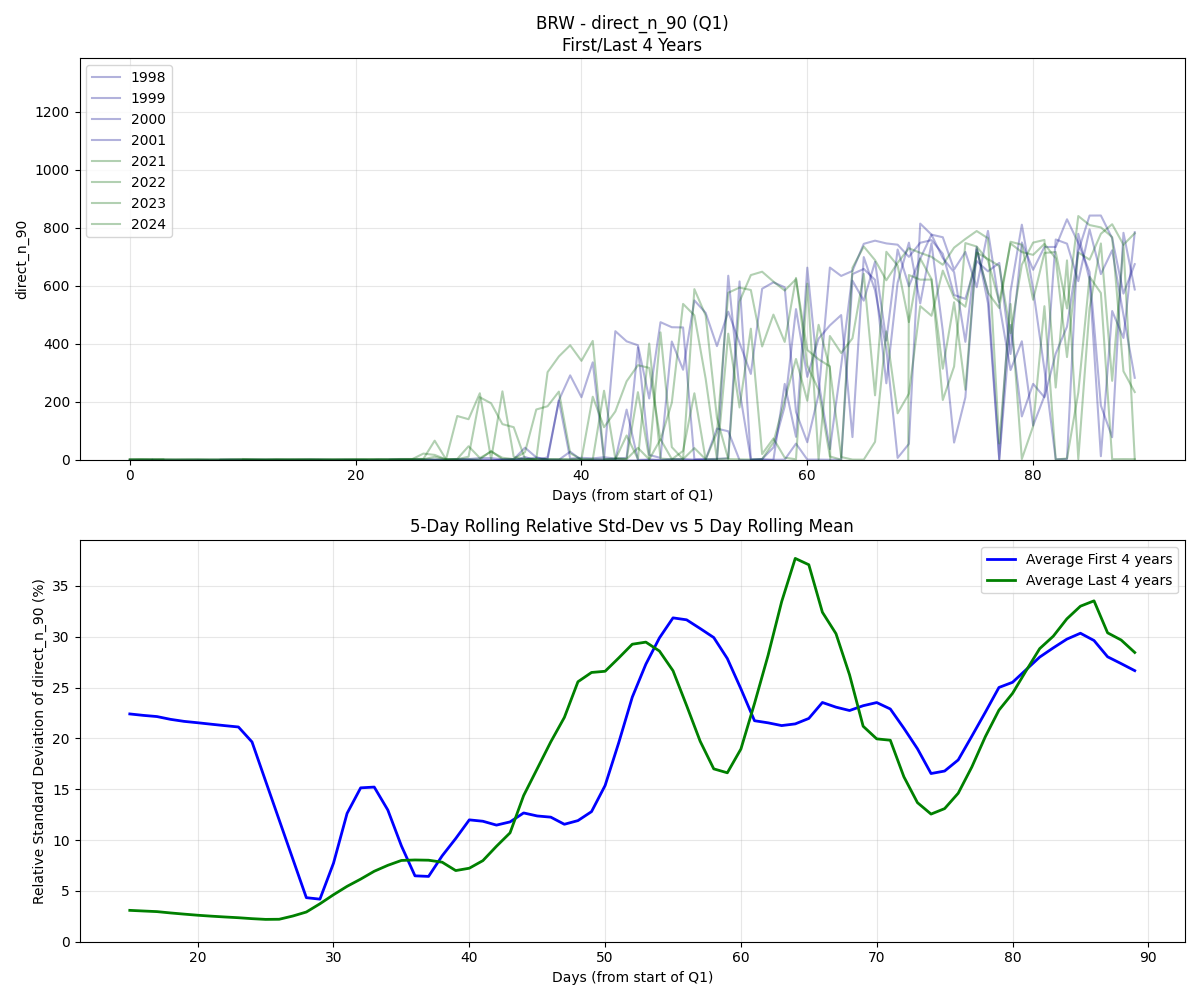 BRW - direct_n_90 (Q1)
First/Last 4 Years
1998
1999
2000
2001
2021
2022
2023
2024
direct_n_90
1200
1000
800
600
400
200
0
0 20 40 60 80
Days (from start of Q1)
5-Day Rolling Relative Std-Dev vs 5 Day Rolling Mean
Average First 4 years
Average Last 4 years
Relative Standard Deviation of direct_n_90 (%)
35
30
25
20
15
10
5
0
20 30 40 50 60 70 80 90
Days (from start of Q1)